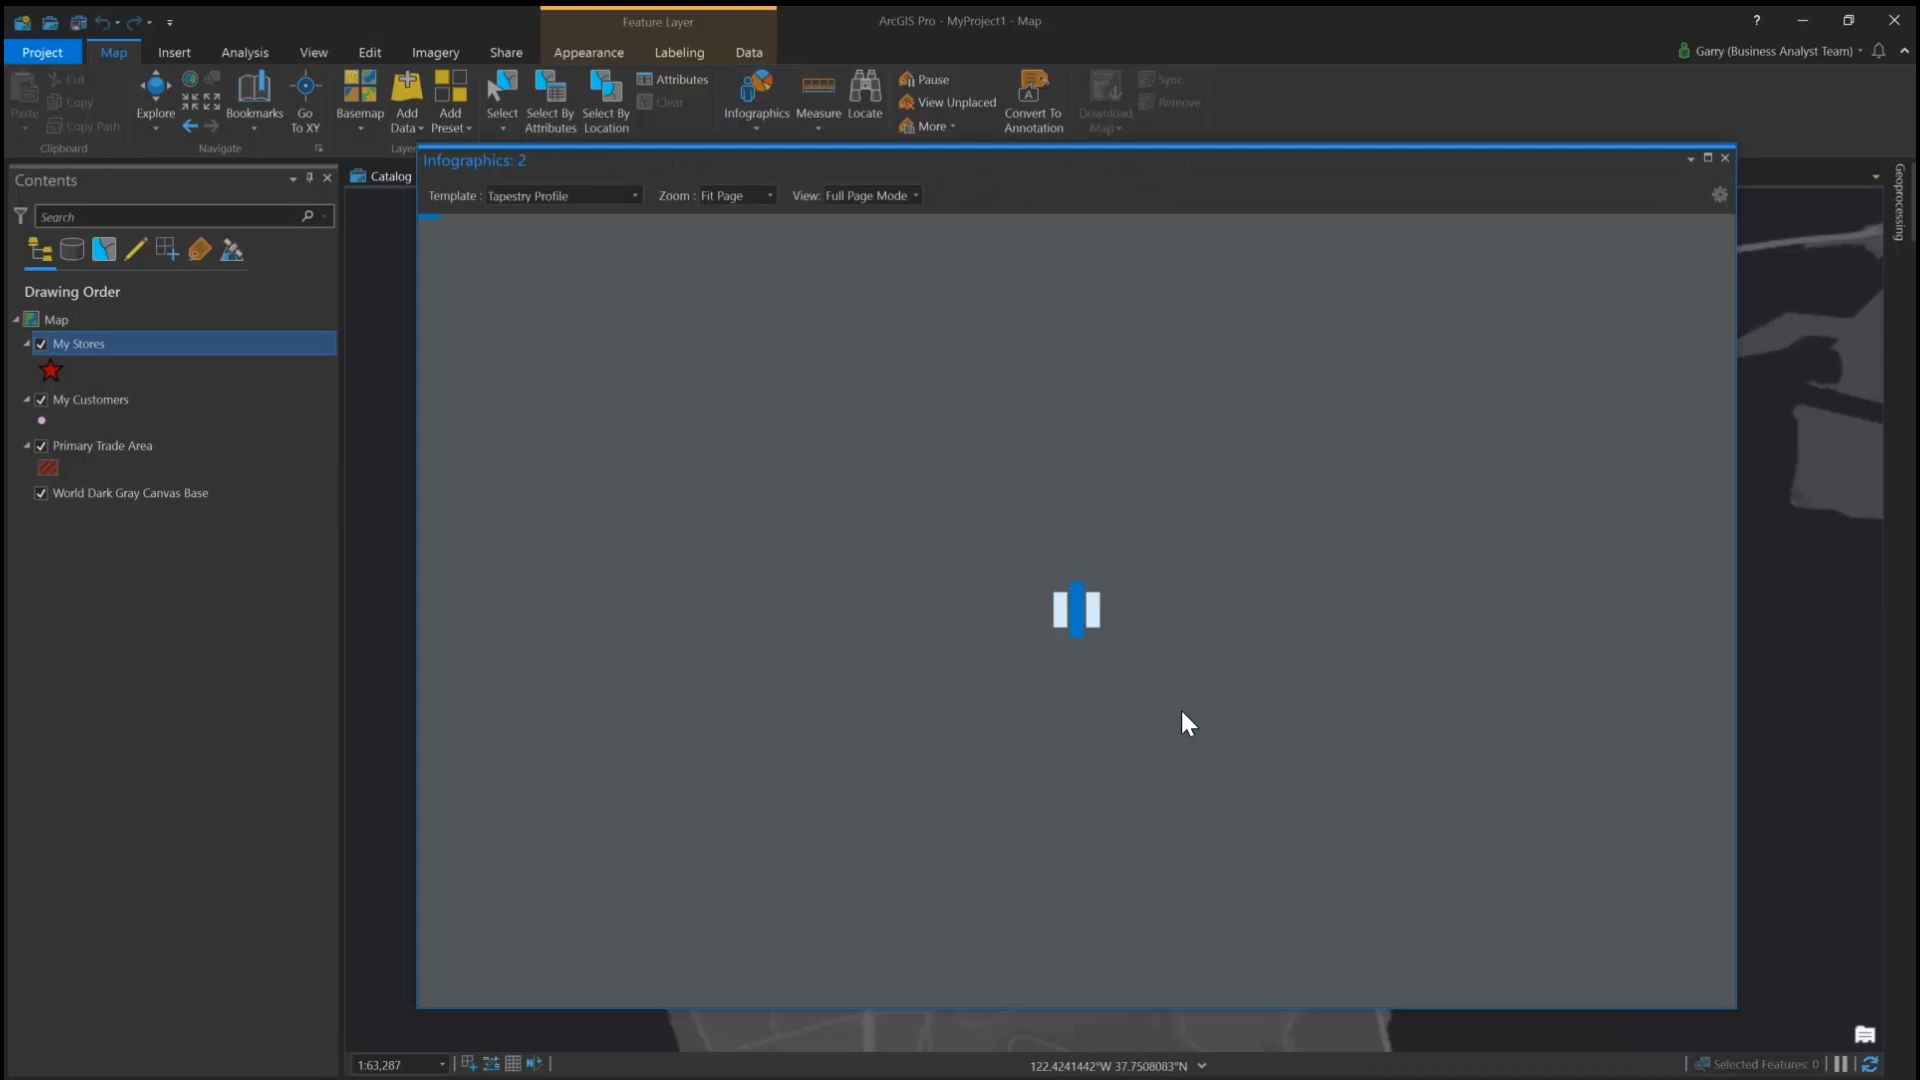 Feature Layer
ArcGIS Pro - MyProject1 - Map
?
Project
Map
Insert
Analysis
View
Edit
Imagery
Share
Appearance
Labeling
Data
Garry (Business Analyst Team)
Paste
Cut
Copy
Copy Path
Clipboard
Explore
Bookmarks
Go
To XY
Navigate
Basemap
Add
Data
Add
Preset
Layer
Select
Select By
Attributes
Select By
Location
Attributes
Clear
Infographics
Measure
Locate
Pause
View Unplaced
More
Convert To
Annotation
Download
Map
Sync
Remove
Contents
Search
Drawing Order
Map
My Stores
My Customers
Primary Trade Area
World Dark Gray Canvas Base
Catalog
Infographics: 2
Template :
Tapestry Profile
Zoom :
Fit Page
View:
Full Page Mode
Geoprocessing
1:63,287
122.4241442°W 37.7508083°N
Selected Features: 0